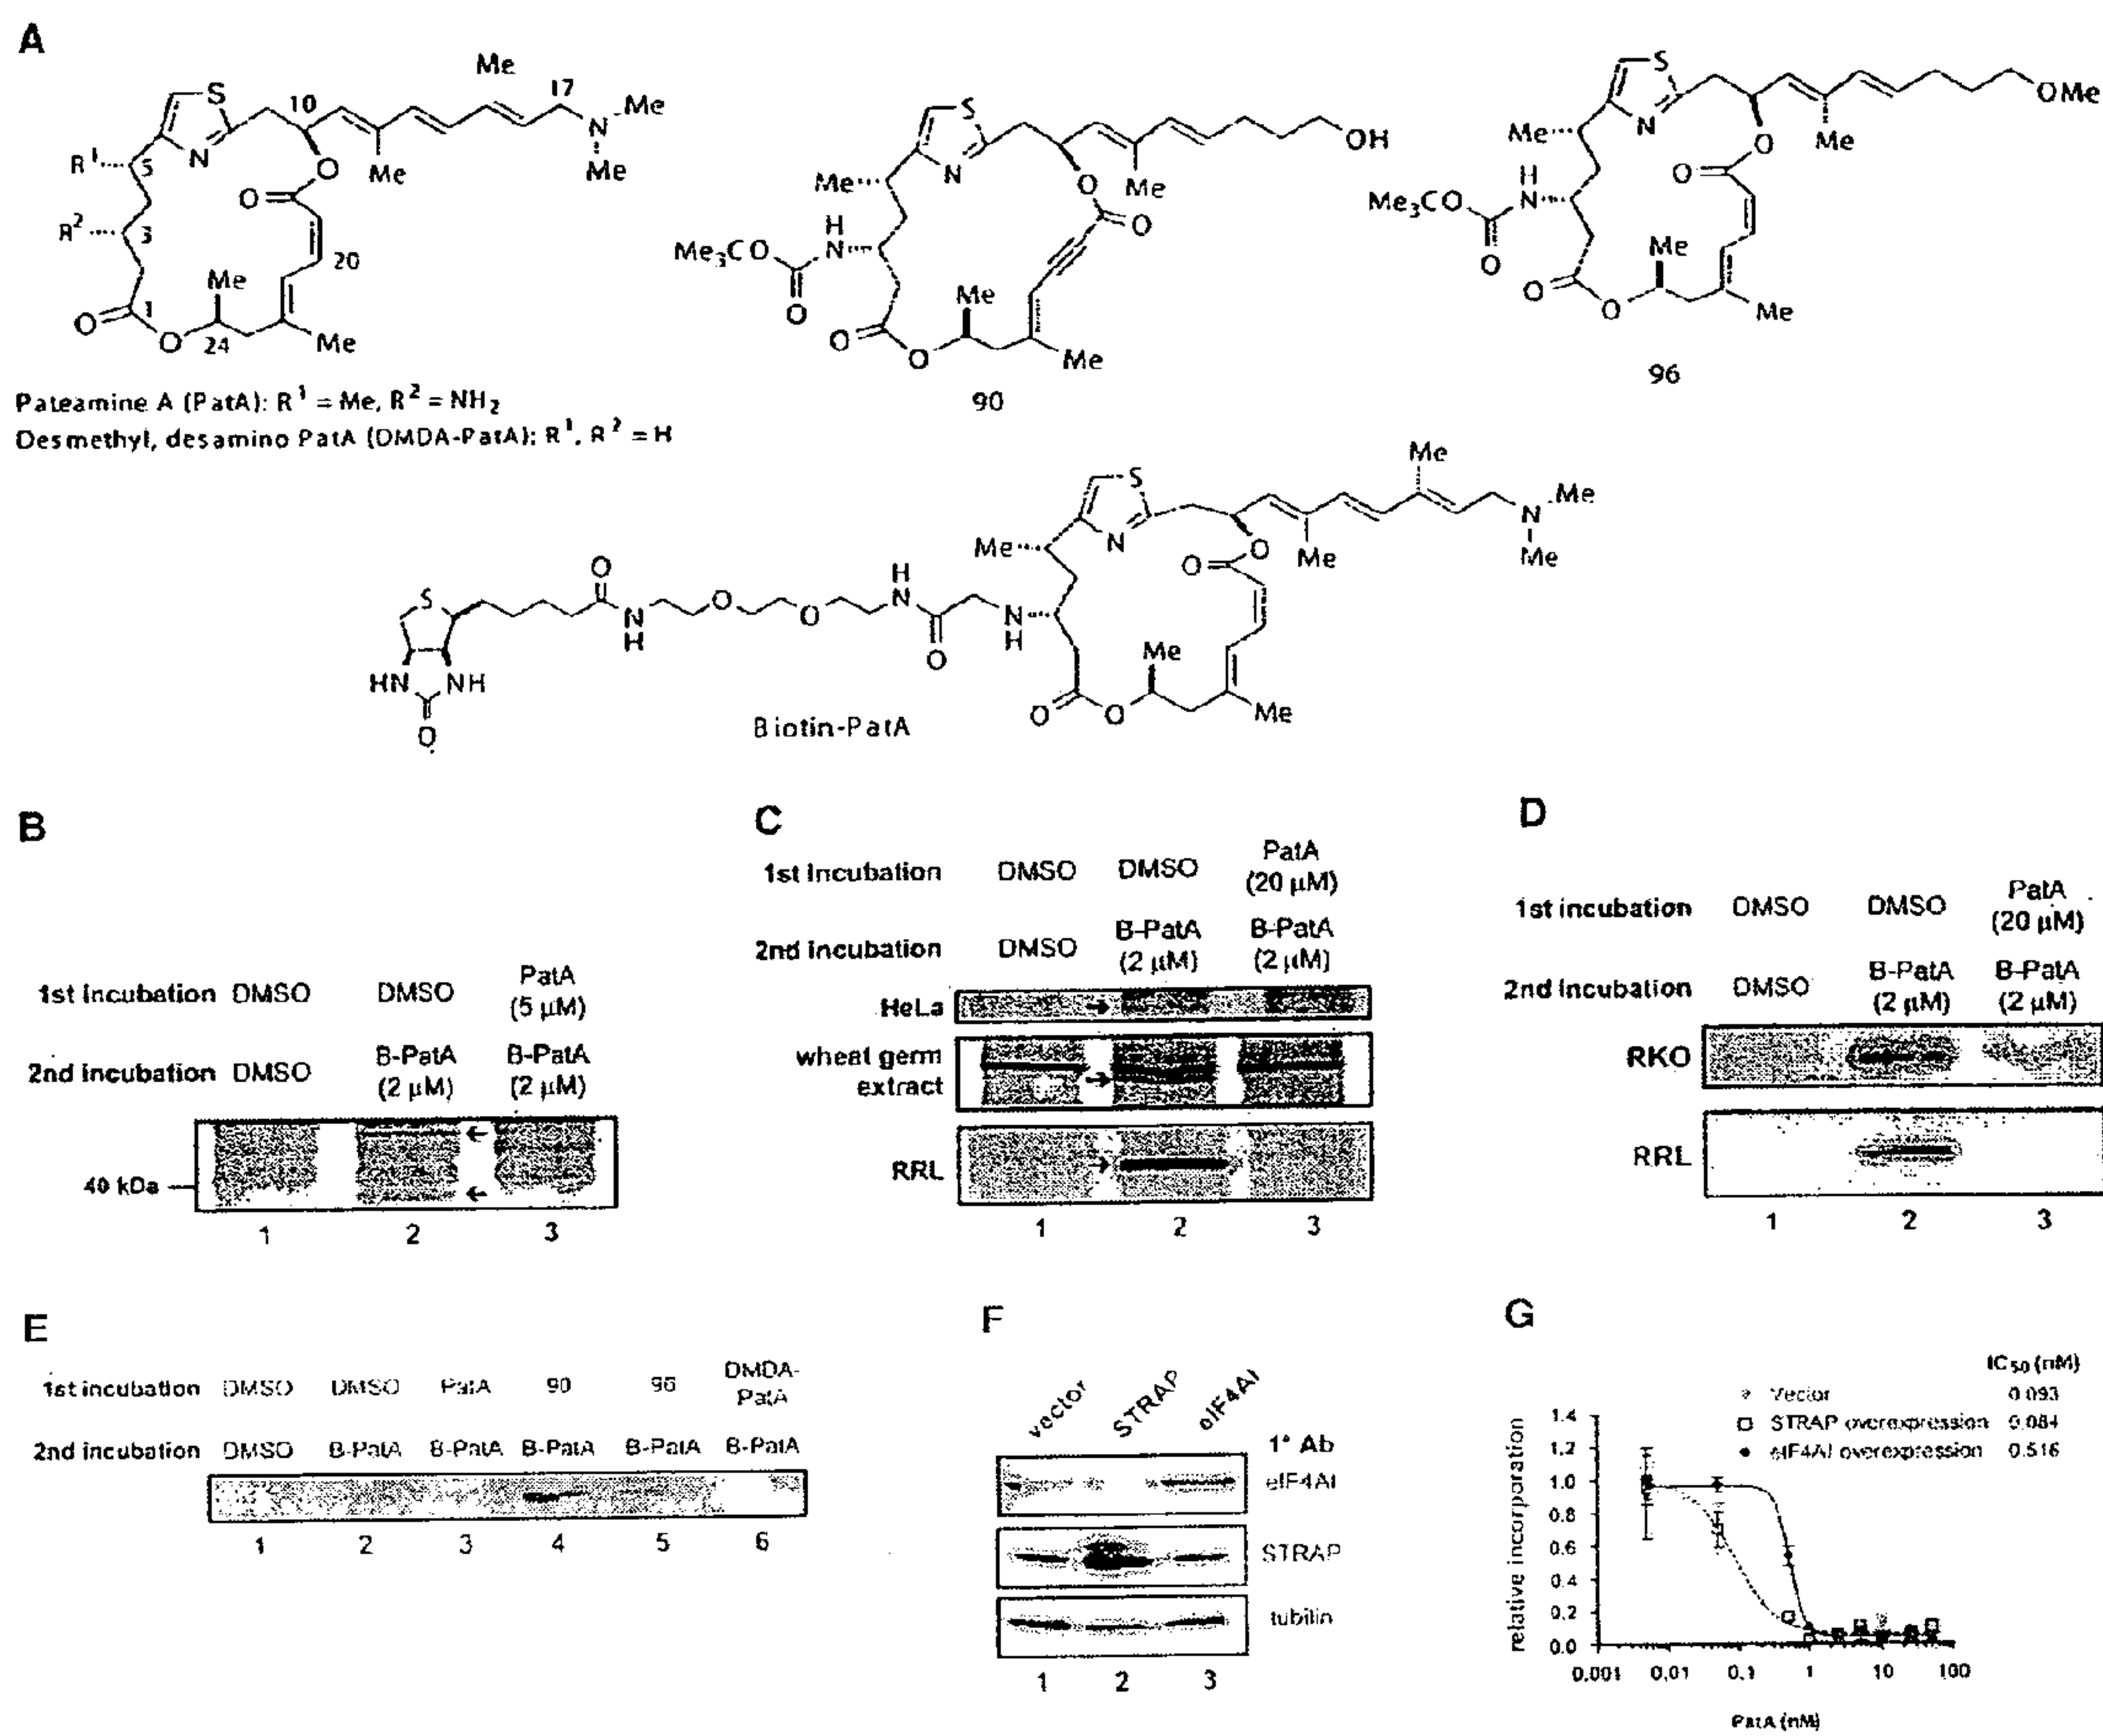 A
Me
17
S
10
N
Me
N
Me
Me
R¹
5
O
O
R²
3
20
Me
O
1
O
24
Me
Pateamine A (PatA): R¹ = Me, R² = NH₂
Desmethyl, desamino PatA (DMDA-PatA): R¹, R² = H
S
N
OH
Me
Me
O
O
H
N
Me₃CO
O
Me
O
O
Me
90
S
N
OMe
Me
O
Me
O
H
N
Me₃CO
O
Me
O
O
Me
96
Me
S
N
N
Me
Me
Me
O
Me
O
O
S
N
H
O
O
H
N
O
N
H
HN
NH
O
Me
O
O
Me
Biotin-PatA
B
1st incubation DMSO DMSO PatA (5 µM)
2nd incubation DMSO B-PatA (2 µM) B-PatA (2 µM)
40 kDa
1 2 3
C
1st incubation DMSO DMSO PatA (20 µM)
2nd incubation DMSO B-PatA (2 µM) B-PatA (2 µM)
HeLa
wheat germ
extract
RRL
1 2 3
D
1st incubation DMSO DMSO PatA (20 µM)
2nd incubation DMSO B-PatA (2 µM) B-PatA (2 µM)
RKO
RRL
1 2 3
E
1st incubation DMSO DMSO PatA 90 96 DMDA-PatA
2nd incubation DMSO B-PatA B-PatA B-PatA B-PatA B-PatA
1 2 3 4 5 6
F
vector STRAP eIF4AI
1° Ab
eIF4AI
STRAP
tubilin
1 2 3
G
IC₅₀ (nM)
Vector 0.093
STRAP overexpression 0.084
eIF4AI overexpression 0.516
relative incorporation
1.4
1.2
1.0
0.8
0.6
0.4
0.2
0.0
0.001 0.01 0.1 1 10 100
PatA (nM)